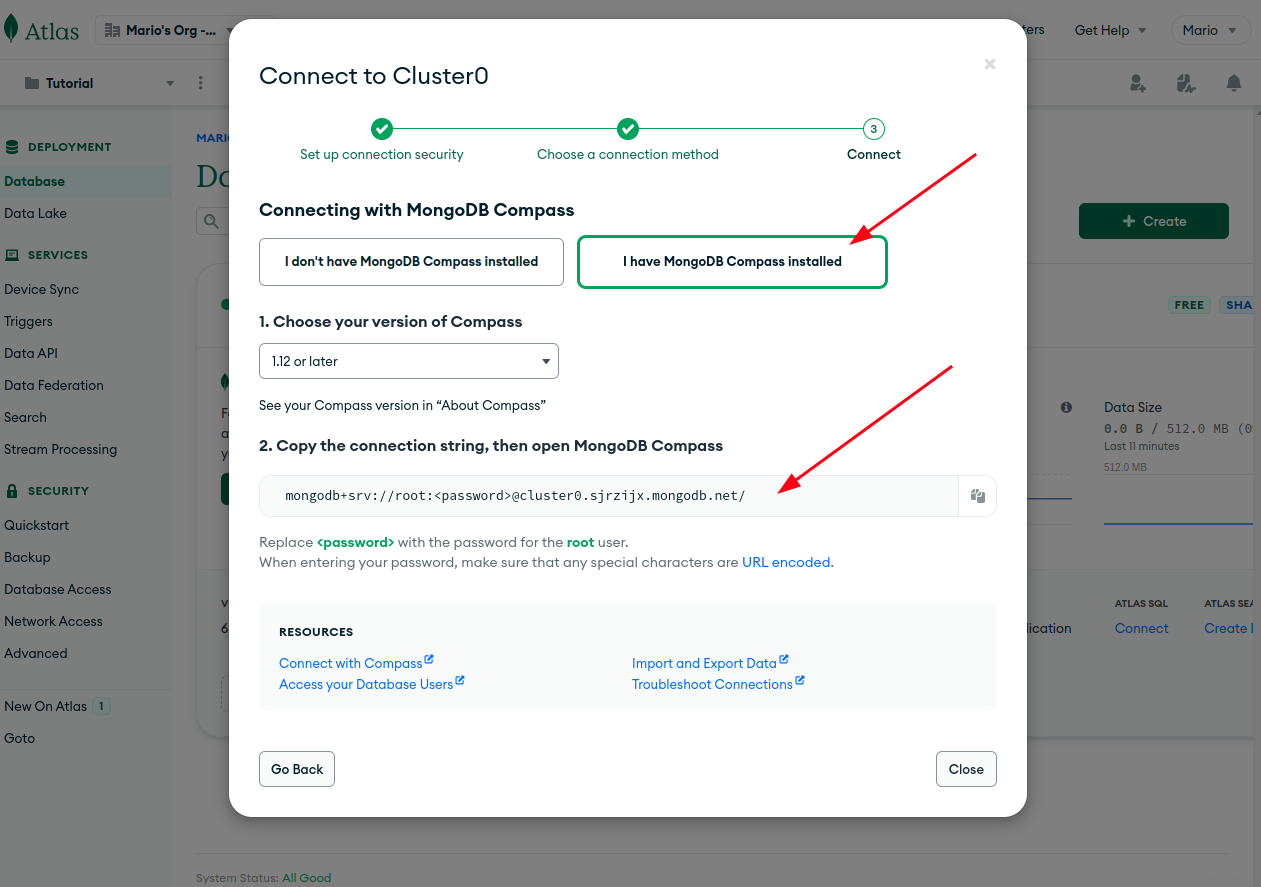 Atlas
Mario's Org -...
Get Help
Mario
Tutorial
Connect to Cluster0
3
Set up connection security
Choose a connection method
Connect
DEPLOYMENT
Database
Data Lake
SERVICES
Device Sync
Triggers
Data API
Data Federation
Search
Stream Processing
SECURITY
Quickstart
Backup
Database Access
Network Access
Advanced
New On Atlas 1
Goto
Connecting with MongoDB Compass
I don't have MongoDB Compass installed
I have MongoDB Compass installed
1. Choose your version of Compass
1.12 or later
See your Compass version in “About Compass”
2. Copy the connection string, then open MongoDB Compass
mongodb+srv://root:<password>@cluster0.sjrzijx.mongodb.net/
Replace <password> with the password for the root user.
When entering your password, make sure that any special characters are URL encoded.
RESOURCES
Connect with Compass
Import and Export Data
Access your Database Users
Troubleshoot Connections
Go Back
Close
+ Create
FREE
SHA
Data Size
0.0 B / 512.0 MB (0
Last 11 minutes
512.0 MB
ATLAS SQL
ATLAS SEA
lication
Connect
Create
System Status: All Good